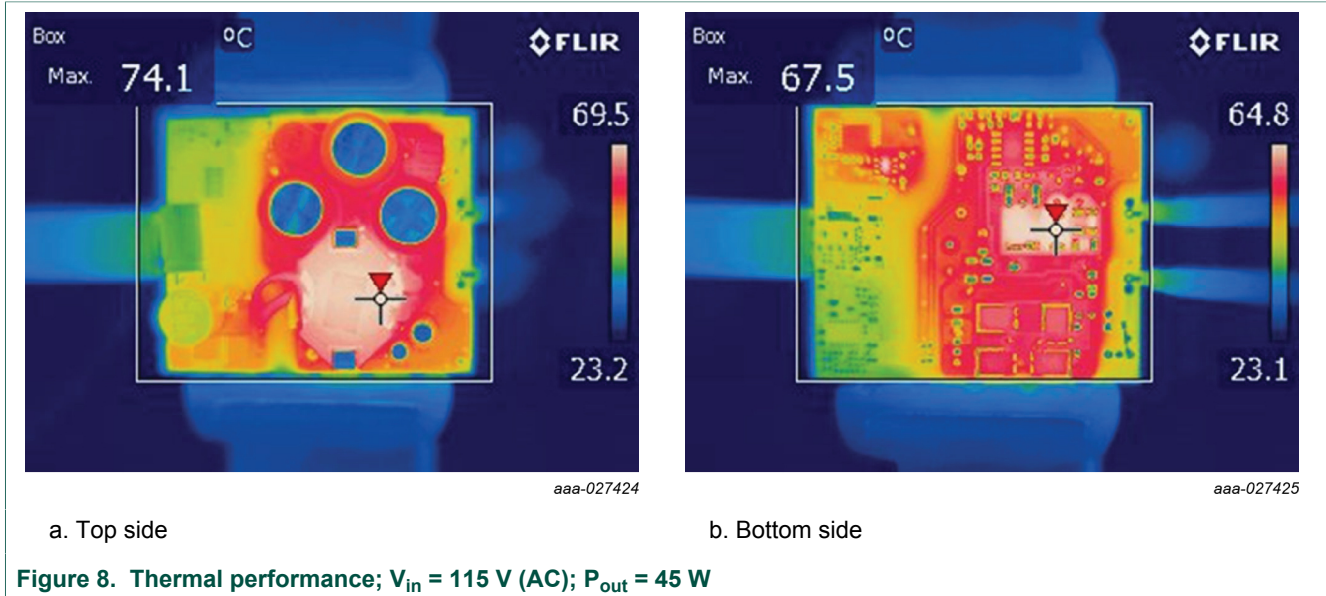 Box
°C
FLIR
Max. 74.1
69.5
23.2
Box
°C
FLIR
Max. 67.5
64.8
23.1
aaa-027424
aaa-027425
a. Top side
b. Bottom side
Figure 8. Thermal performance; Vin = 115 V (AC); Pout = 45 W